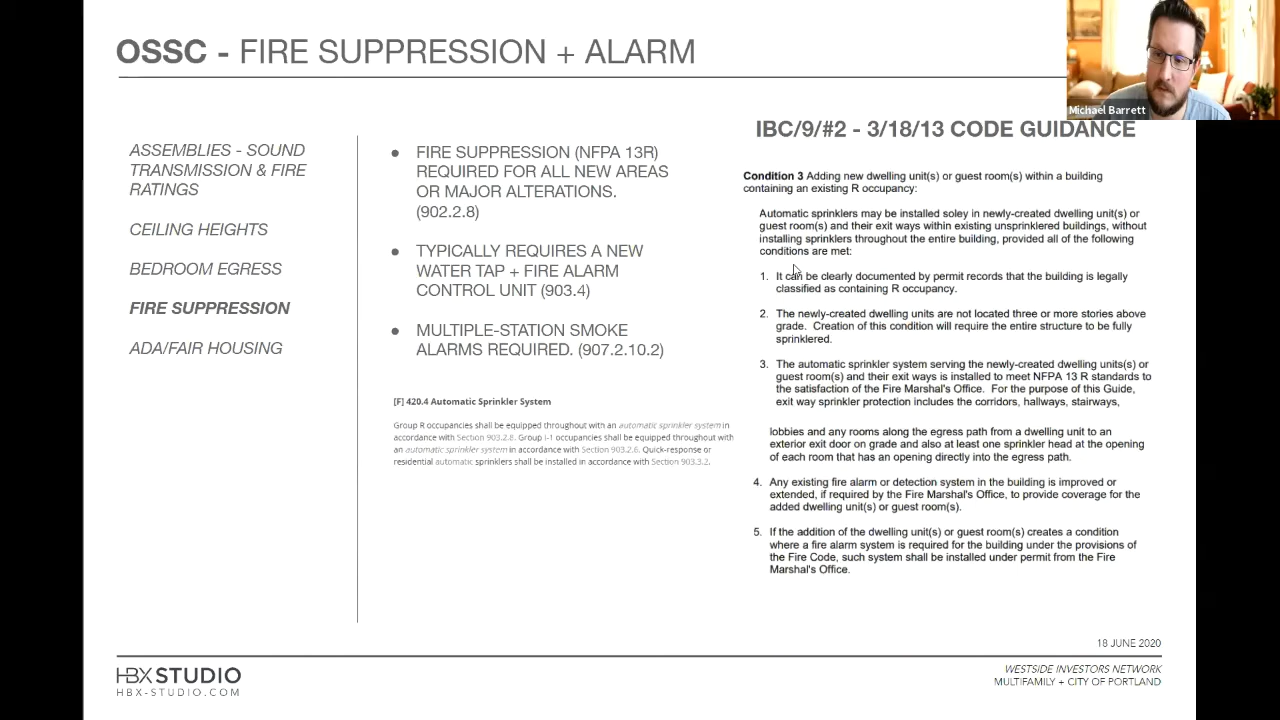 OSSC - FIRE SUPPRESSION + ALARM
Michael Barrett
ASSEMBLIES - SOUND
TRANSMISSION & FIRE
RATINGS
CEILING HEIGHTS
BEDROOM EGRESS
FIRE SUPPRESSION
ADA/FAIR HOUSING
● FIRE SUPPRESSION (NFPA 13R)
REQUIRED FOR ALL NEW AREAS
OR MAJOR ALTERATIONS.
(902.2.8)
● TYPICALLY REQUIRES A NEW
WATER TAP + FIRE ALARM
CONTROL UNIT (903.4)
● MULTIPLE-STATION SMOKE
ALARMS REQUIRED. (907.2.10.2)
[F] 420.4 Automatic Sprinkler System
Group R occupancies shall be equipped throughout with an automatic sprinkler system in
accordance with Section 903.2.8. Group I-1 occupancies shall be equipped throughout with
an automatic sprinkler system in accordance with Section 903.2.6. Quick-response or
residential automatic sprinklers shall be installed in accordance with Section 903.3.2.
IBC/9/#2 - 3/18/13 CODE GUIDANCE
Condition 3 Adding new dwelling unit(s) or guest room(s) within a building
containing an existing R occupancy:
Automatic sprinklers may be installed soley in newly-created dwelling unit(s) or
guest room(s) and their exit ways within existing unsprinklered buildings, without
installing sprinklers throughout the entire building, provided all of the following
conditions are met:
1. It can be clearly documented by permit records that the building is legally
classified as containing R occupancy.
2. The newly-created dwelling units are not located three or more stories above
grade. Creation of this condition will require the entire structure to be fully
sprinklered.
3. The automatic sprinkler system serving the newly-created dwelling units(s) or
guest room(s) and their exit ways is installed to meet NFPA 13 R standards to
the satisfaction of the Fire Marshal's Office. For the purpose of this Guide,
exit way sprinkler protection includes the corridors, hallways, stairways,
lobbies and any rooms along the egress path from a dwelling unit to an
exterior exit door on grade and also at least one sprinkler head at the opening
of each room that has an opening directly into the egress path.
4. Any existing fire alarm or detection system in the building is improved or
extended, if required by the Fire Marshal's Office, to provide coverage for the
added dwelling unit(s) or guest room(s).
5. If the addition of the dwelling unit(s) or guest room(s) creates a condition
where a fire alarm system is required for the building under the provisions of
the Fire Code, such system shall be installed under permit from the Fire
Marshal's Office.
18 JUNE 2020
HBX STUDIO
HBX-STUDIO.COM
WESTSIDE INVESTORS NETWORK
MULTIFAMILY + CITY OF PORTLAND